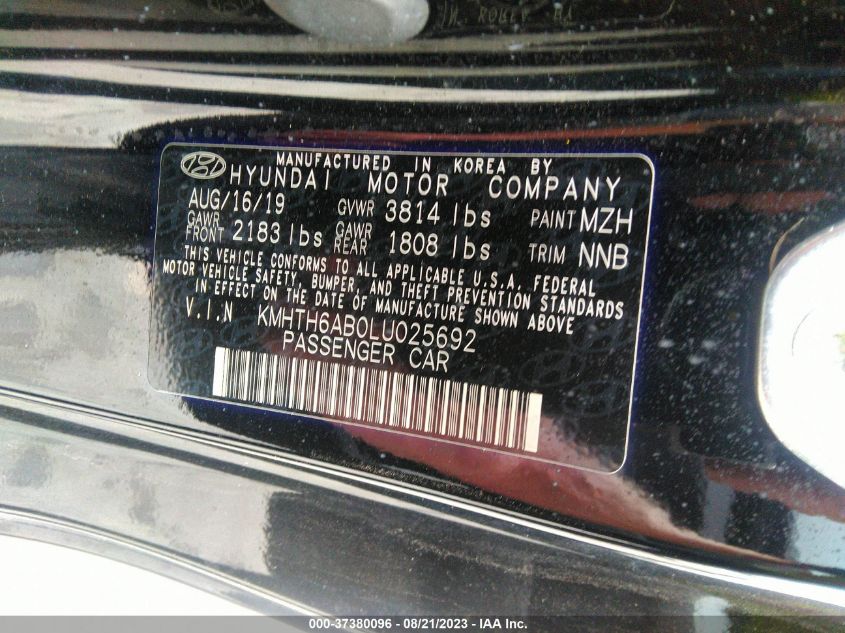 MANUFACTURED IN KOREA BY
HYUNDAI MOTOR COMPANY
AUG/16/19 GVWR 3814 lbs PAINT MZH
GAWR FRONT 2183 lbs GAWR REAR 1808 lbs TRIM NNB
THIS VEHICLE CONFORMS TO ALL APPLICABLE U.S.A. FEDERAL
MOTOR VEHICLE SAFETY, BUMPER, AND THEFT PREVENTION STANDARDS
IN EFFECT ON THE DATE OF MANUFACTURE SHOWN ABOVE
V.I.N KMHTH6AB0LU025692
PASSENGER CAR
000-37380096 - 08/21/2023 - IAA Inc.